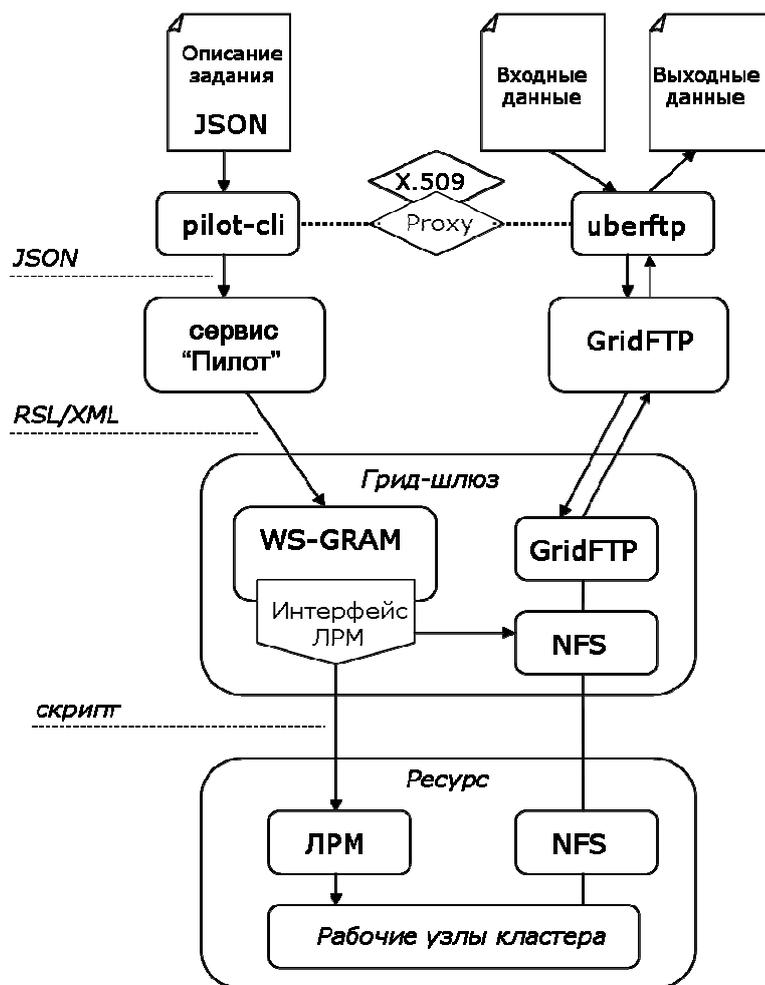 Описание
задания
JSON
Входные
данные
Выходные
данные
X.509
Proxy
pilot-cli
uberftp
JSON
сервис
“Пилот”
GridFTP
RSL/XML
Грид-шлюз
WS-GRAM
GridFTP
Интерфейс
ЛРМ
NFS
скрипт
Ресурс
ЛРМ
NFS
Рабочие узлы кластера